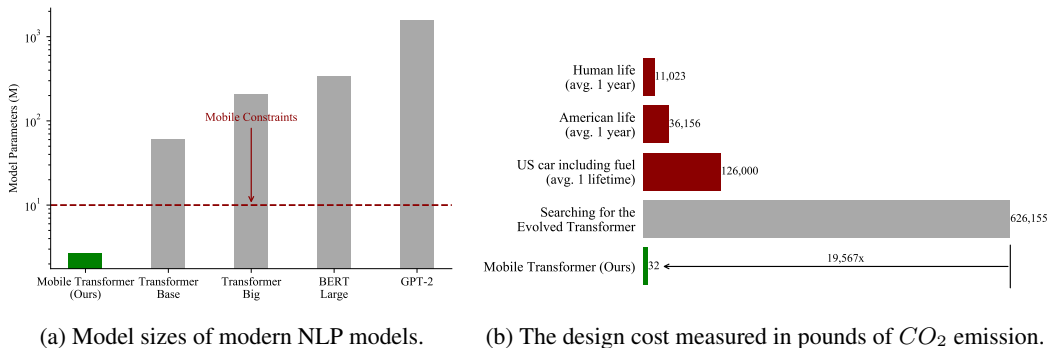 Model Parameters (M)
10^3
10^2
10^1
Mobile Constraints
Mobile Transformer
(Ours)
Transformer
Base
Transformer
Big
BERT
Large
GPT-2
(a) Model sizes of modern NLP models.
Human life
(avg. 1 year)
11,023
American life
(avg. 1 year)
36,156
US car including fuel
(avg. 1 lifetime)
126,000
Searching for the
Evolved Transformer
626,155
Mobile Transformer (Ours)
32
19,567x
(b) The design cost measured in pounds of CO₂ emission.